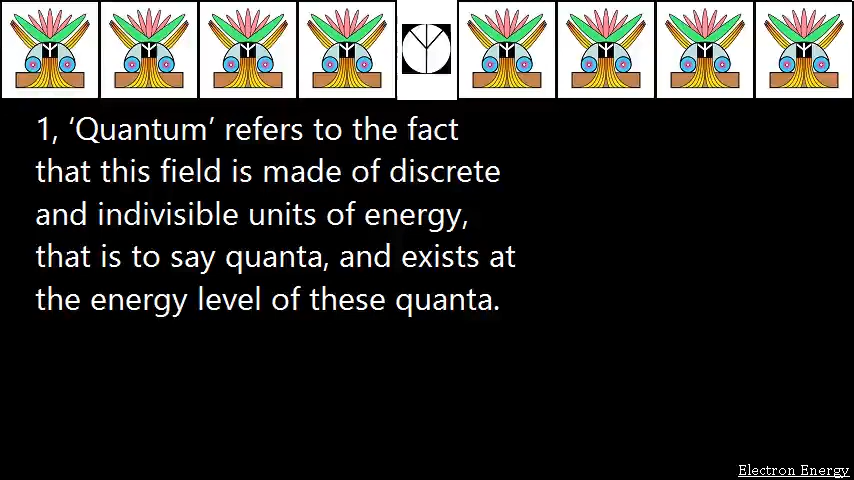 1, ‘Quantum’ refers to the fact
that this field is made of discrete
and indivisible units of energy,
that is to say quanta, and exists at
the energy level of these quanta.
Electron Energy